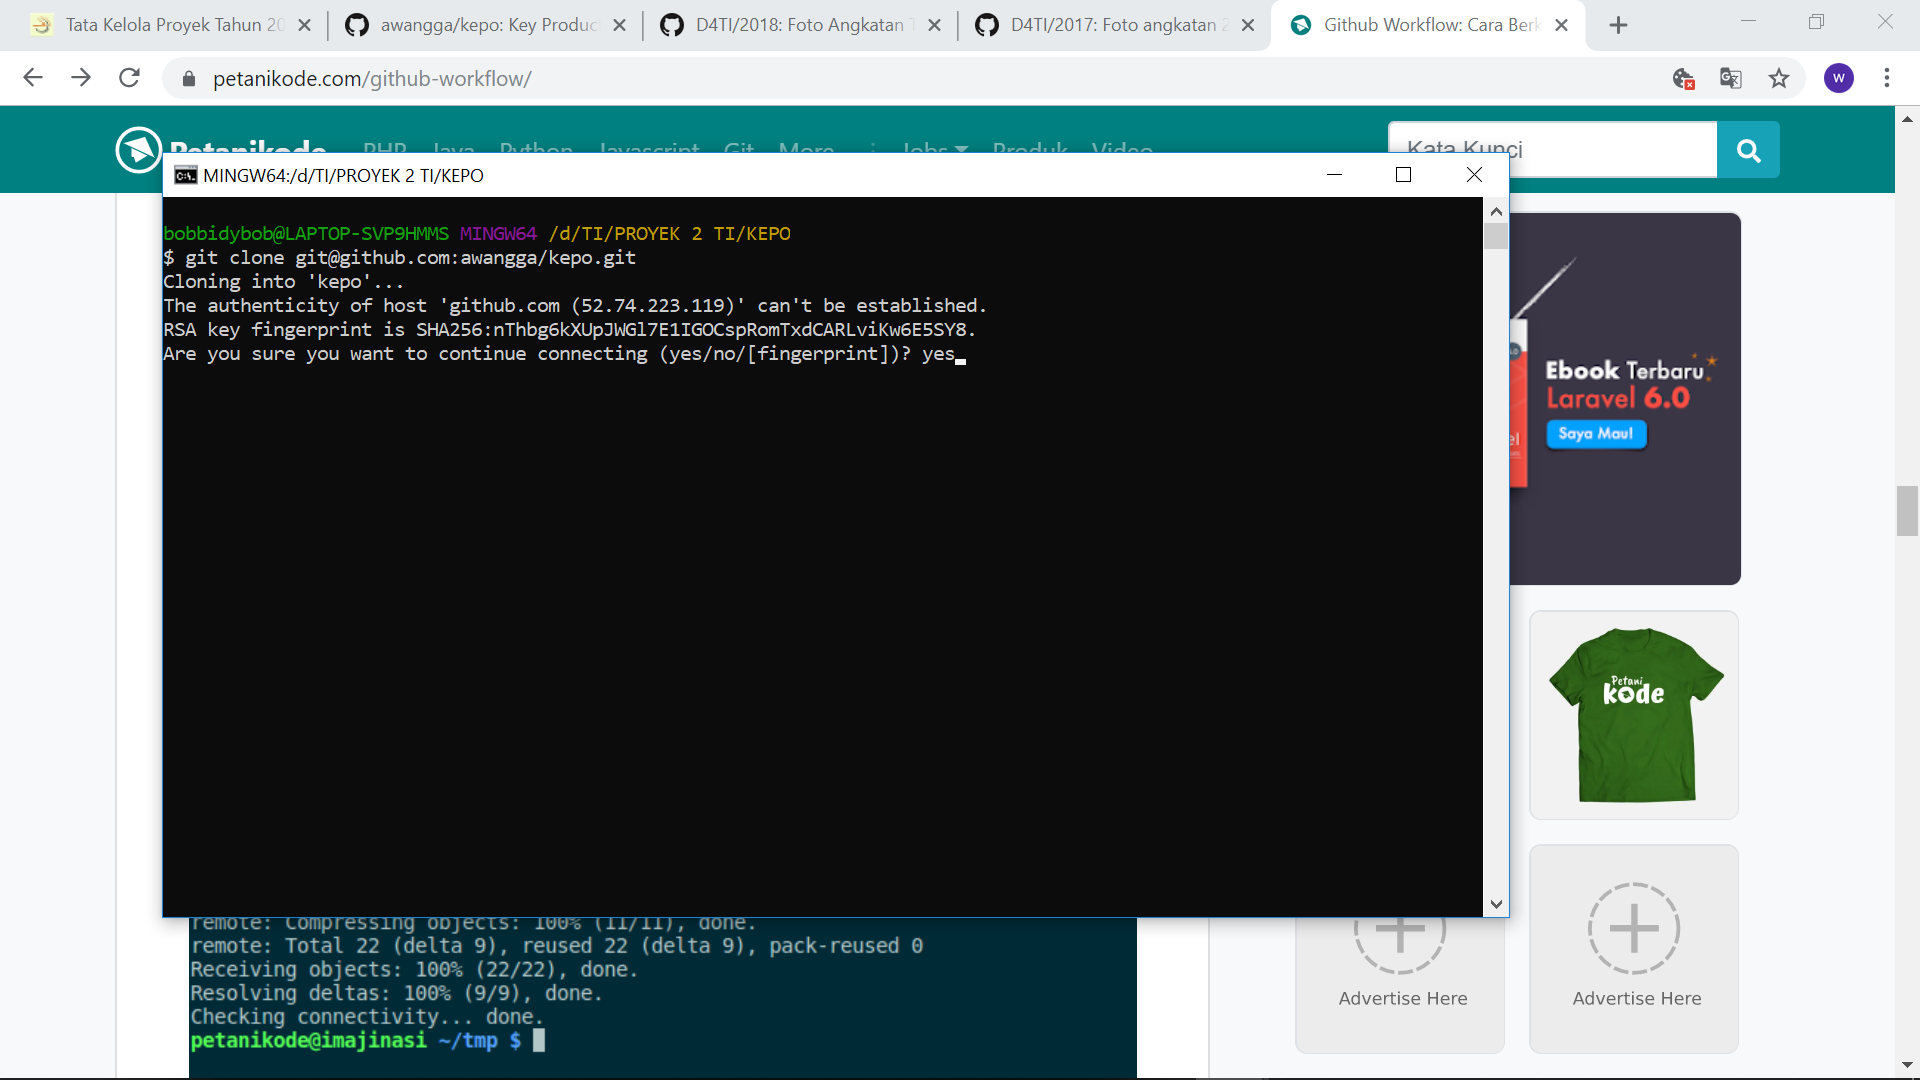 Tata Kelola Proyek Tahun 20
awangga/kepo: Key Produc
D4TI/2018: Foto Angkatan T
D4TI/2017: Foto angkatan 2
Github Workflow: Cara Berk
petanikode.com/github-workflow/
W
Petanikode PHP Java Python Javascript Git More Jobs Produk Video
Kata Kunci
MINGW64:/d/TI/PROYEK 2 TI/KEPO
bobbidybob@LAPTOP-SVP9HMMS MINGW64 /d/TI/PROYEK 2 TI/KEPO
$ git clone git@github.com:awangga/kepo.git
Cloning into 'kepo'...
The authenticity of host 'github.com (52.74.223.119)' can't be established.
RSA key fingerprint is SHA256:nThbg6kXUpJWGl7E1IGOCspRomTxdCARLviKw6E5SY8.
Are you sure you want to continue connecting (yes/no/[fingerprint])? yes
Ebook Terbaru
Laravel 6.0
Saya Mau!
Petani
kode
remote: Compressing objects: 100% (11/11), done.
remote: Total 22 (delta 9), reused 22 (delta 9), pack-reused 0
Receiving objects: 100% (22/22), done.
Resolving deltas: 100% (9/9), done.
Checking connectivity... done.
petanikode@imajinasi ~/tmp $
Advertise Here
Advertise Here